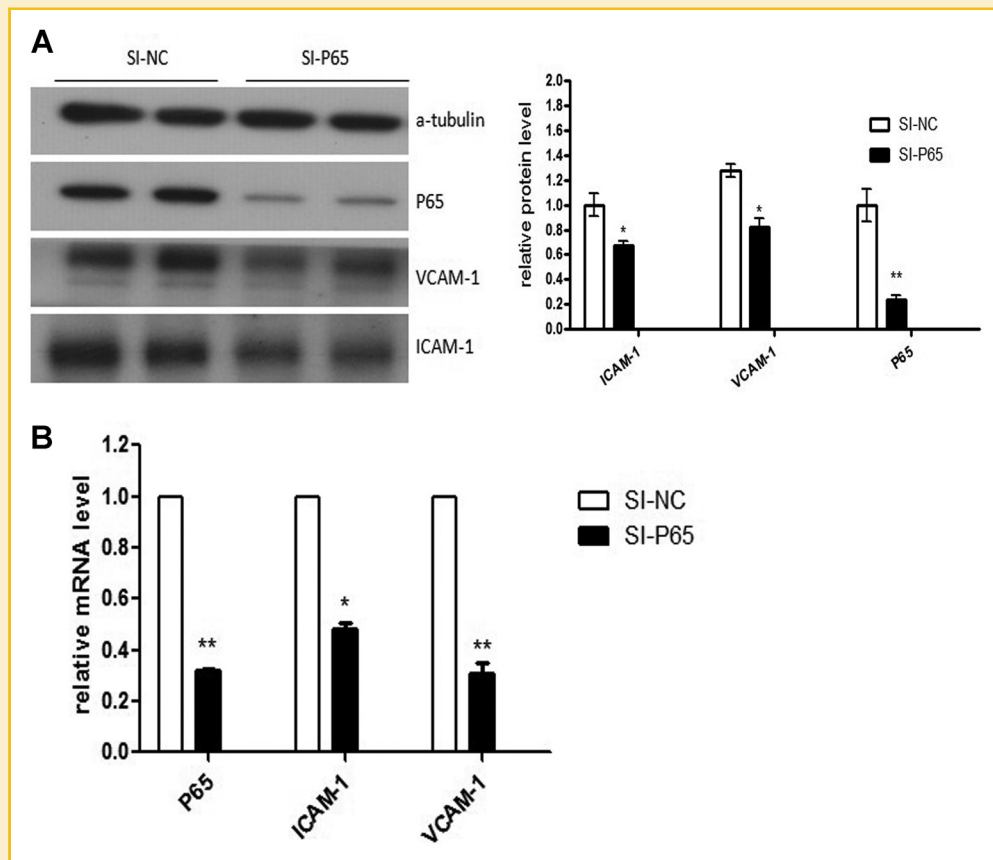 A
SI-NC SI-P65
a-tubulin
P65
VCAM-1
ICAM-1
relative protein level
2.0
1.8
1.6
1.4
1.2
1.0
0.8
0.6
0.4
0.2
0.0
SI-NC
SI-P65
*
*
**
ICAM-1 VCAM-1 P65
B
relative mRNA level
1.2
1.0
0.8
0.6
0.4
0.2
0.0
SI-NC
SI-P65
**
*
**
P65 ICAM-1 VCAM-1